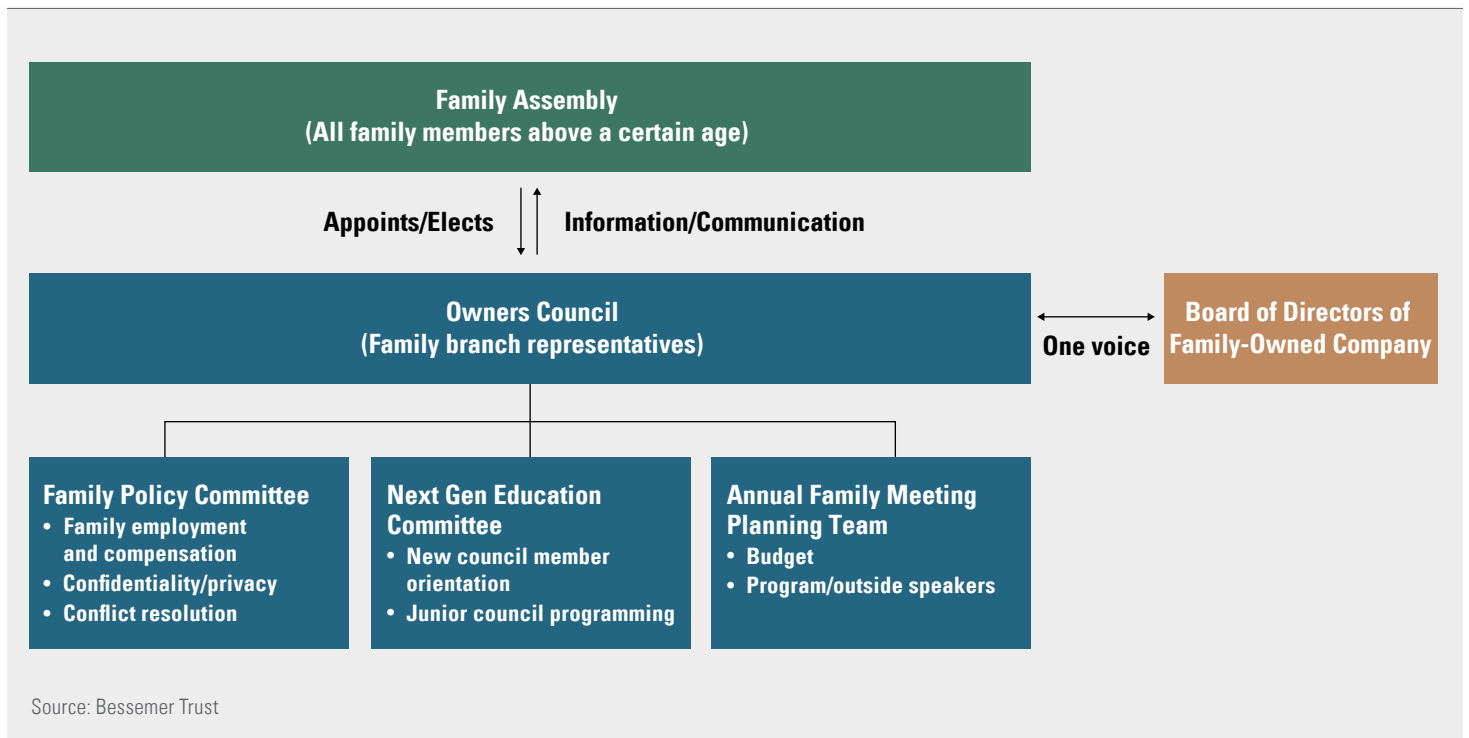 Family Assembly
(All family members above a certain age)
Appoints/Elects
Information/Communication
Owners Council
(Family branch representatives)
One voice
Board of Directors of
Family-Owned Company
Family Policy Committee
• Family employment
and compensation
• Confidentiality/privacy
• Conflict resolution
Next Gen Education
Committee
• New council member
orientation
• Junior council programming
Annual Family Meeting
Planning Team
• Budget
• Program/outside speakers
Source: Bessemer Trust